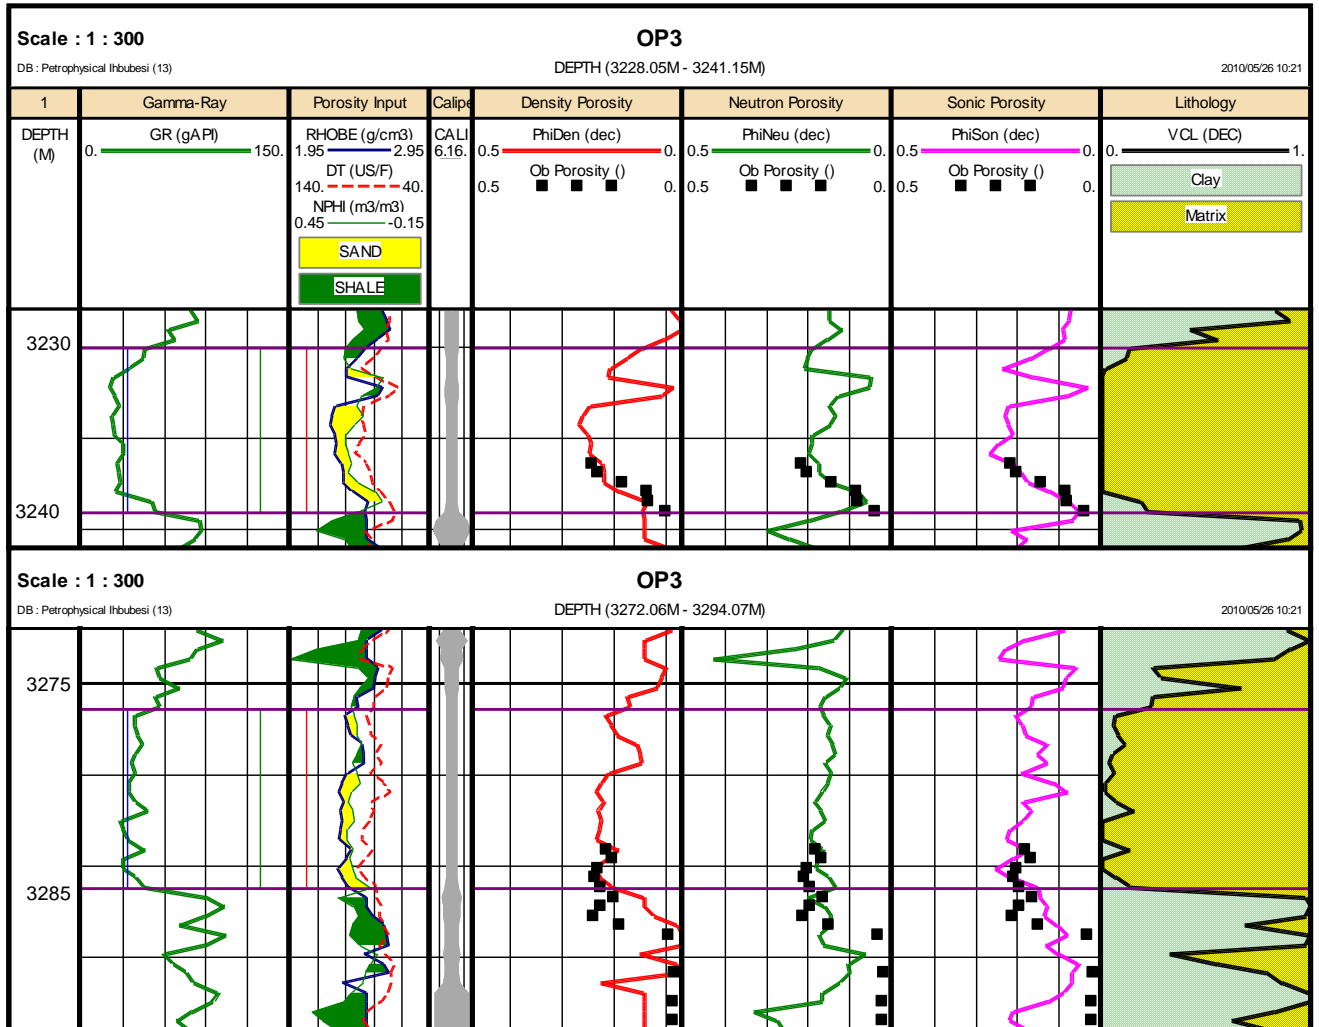 Scale : 1 : 300
OP3
DB : Petrophysical Ihbubesi (13)
DEPTH (3228.05M - 3241.15M)
2010/05/26 10:21
1
Gamma-Ray
Porosity Input
Calipe
Density Porosity
Neutron Porosity
Sonic Porosity
Lithology
DEPTH
(M)
GR (gAPI)
0. 150.
RHOBE (g/cm3)
1.95 2.95
DT (US/F)
140. 40.
NPHI (m3/m3)
0.45 -0.15
SAND
SHALE
CALI
6.16.
PhiDen (dec)
0.5 0.
Ob Porosity ()
0.5 0.
PhiNeu (dec)
0.5 0.
Ob Porosity ()
0.5 0.
PhiSon (dec)
0.5 0.
Ob Porosity ()
0.5 0.
VCL (DEC)
0. 1.
Clay
Matrix
3230
3240
Scale : 1 : 300
OP3
DB : Petrophysical Ihbubesi (13)
DEPTH (3272.06M - 3294.07M)
2010/05/26 10:21
3275
3285